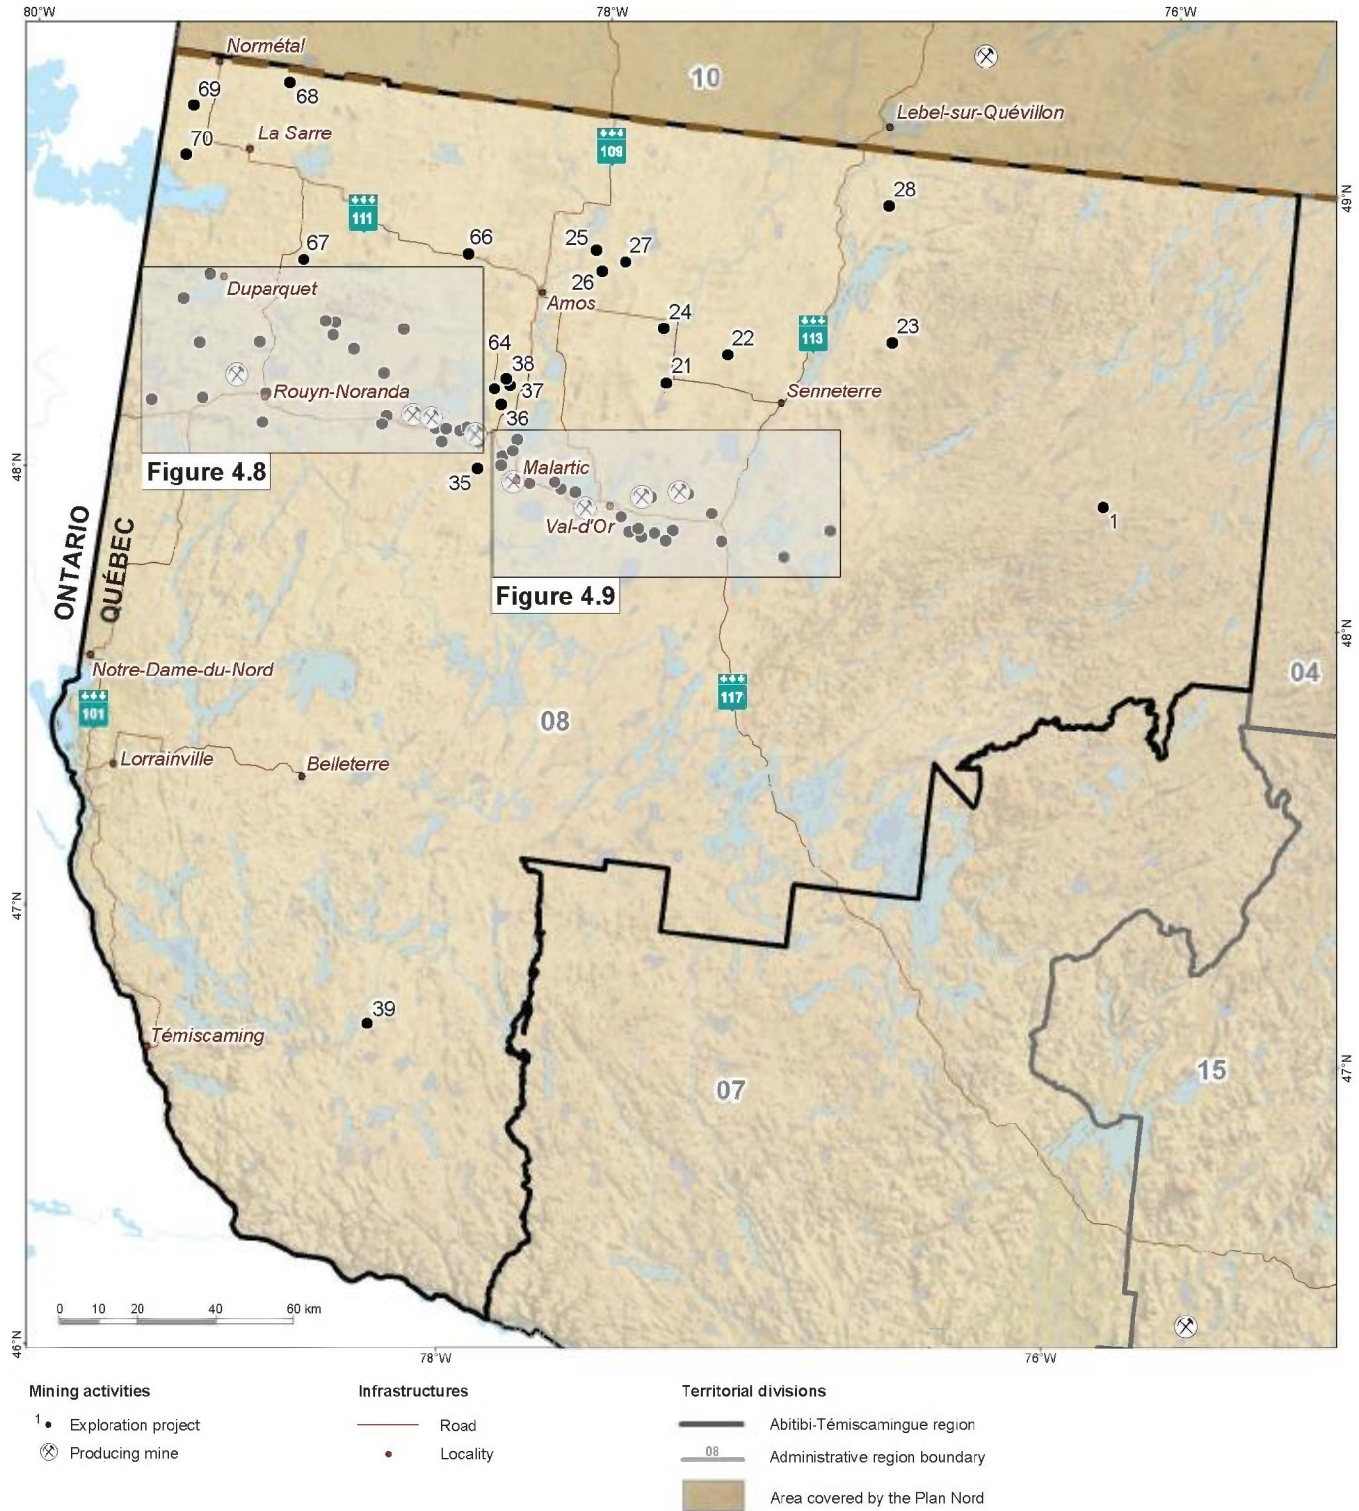 80°W
78°W
76°W
Normétal
10
69
68
Lebel-sur-Quévillon
70
La Sarre
109
28
49°N
111
67
66
25
27
26
Duparquet
Amos
24
22
113
23
64
38
21
37
Rouyn-Noranda
Senneterre
36
48°N
Figure 4.8
Malartic
35
Val-d'Or
1
ONTARIO
QUÉBEC
Figure 4.9
48°N
Notre-Dame-du-Nord
04
101
117
08
Lorrainville
Belleterre
47°N
39
Témiscaming
47°N
15
07
0 10 20 40 60 km
46°N
78°W
76°W
Mining activities
1 Exploration project
Producing mine
Infrastructures
Road
Locality
Territorial divisions
Abitibi-Témiscamingue region
08 Administrative region boundary
Area covered by the Plan Nord